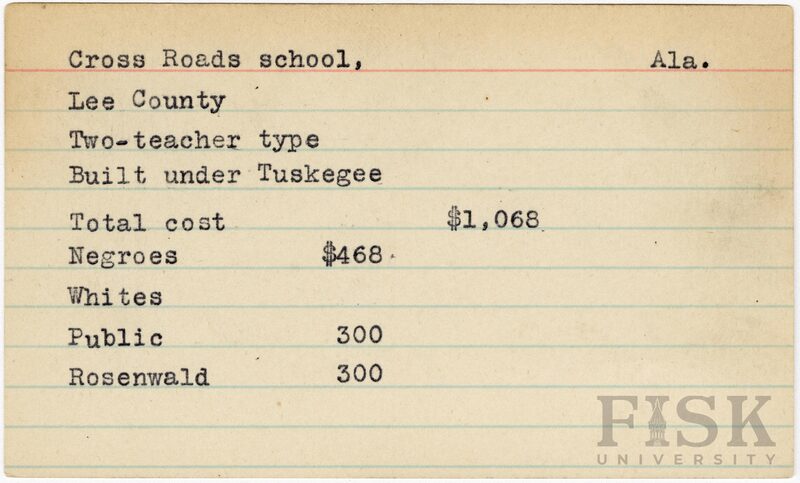 Cross Roads school, Ala.
Lee County
Two-teacher type
Built under Tuskegee
Total cost $1,068
Negroes $468
Whites
Public 300
Rosenwald 300
FISK
UNIVERSITY